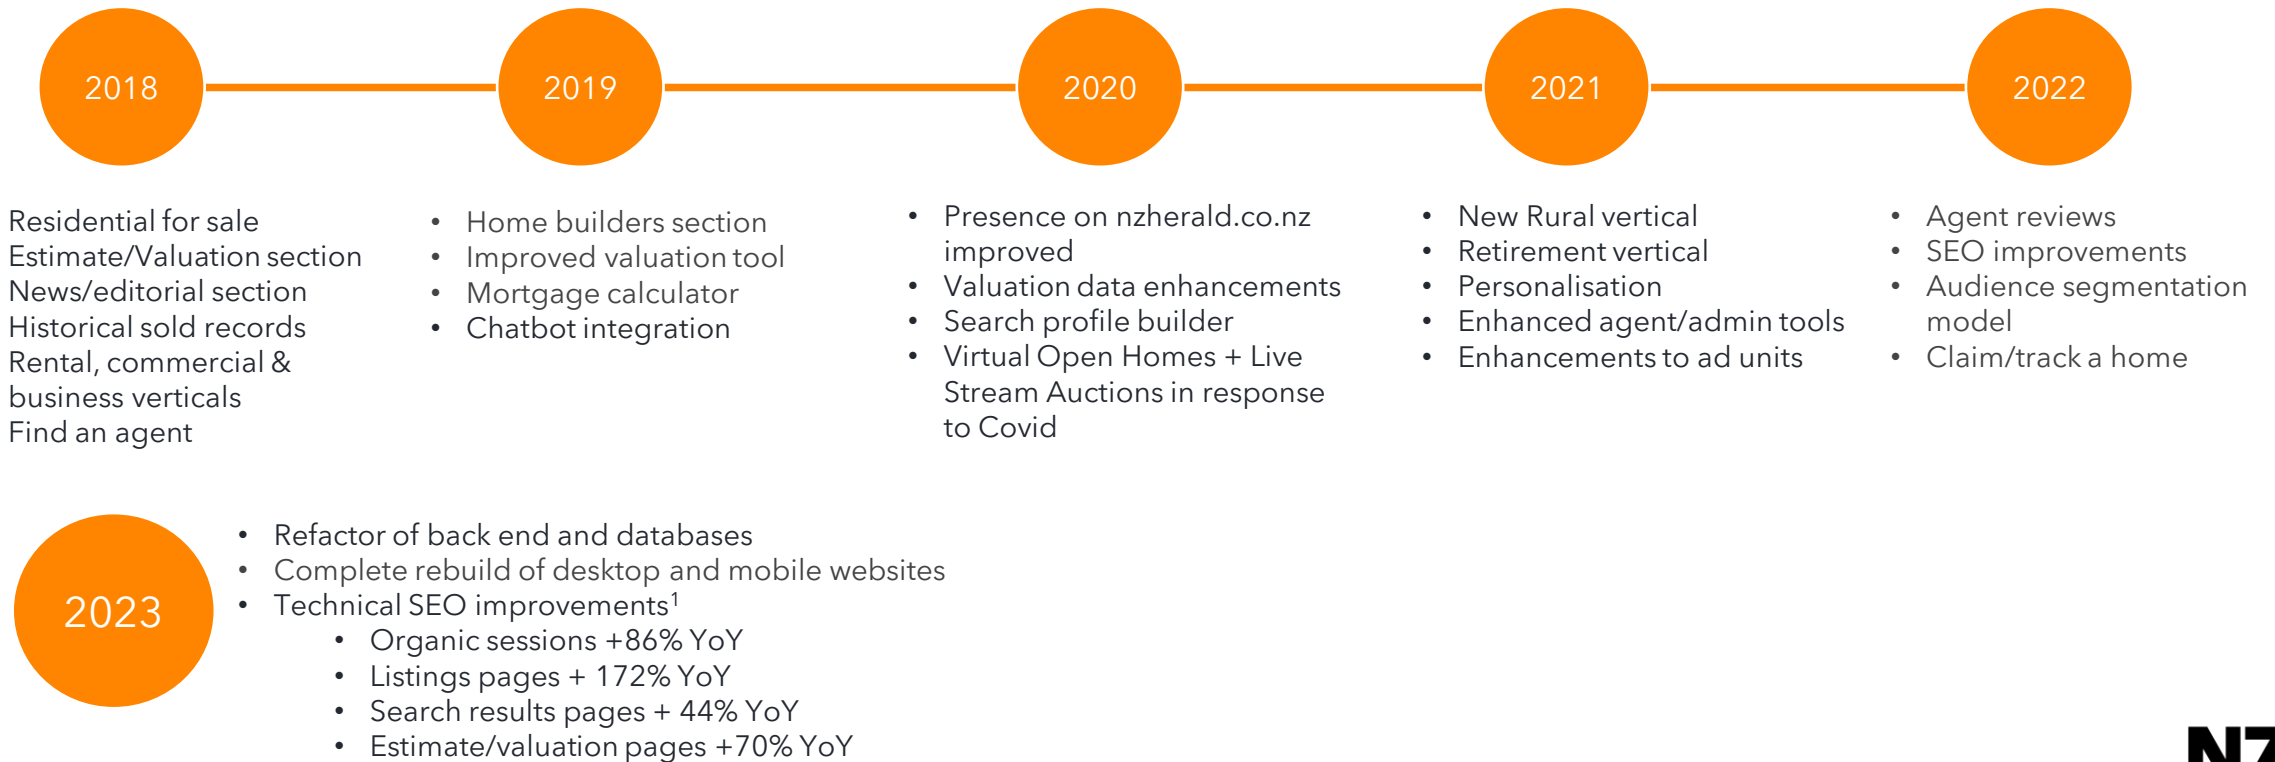 2018
2019
2020
2021
2022
Residential for sale
Estimate/Valuation section
News/editorial section
Historical sold records
Rental, commercial &
business verticals
Find an agent
• Home builders section
• Improved valuation tool
• Mortgage calculator
• Chatbot integration
• Presence on nzherald.co.nz
improved
• Valuation data enhancements
• Search profile builder
• Virtual Open Homes + Live
Stream Auctions in response
to Covid
• New Rural vertical
• Retirement vertical
• Personalisation
• Enhanced agent/admin tools
• Enhancements to ad units
• Agent reviews
• SEO improvements
• Audience segmentation
model
• Claim/track a home
2023
• Refactor of back end and databases
• Complete rebuild of desktop and mobile websites
• Technical SEO improvements¹
• Organic sessions +86% YoY
• Listings pages + 172% YoY
• Search results pages + 44% YoY
• Estimate/valuation pages +70% YoY